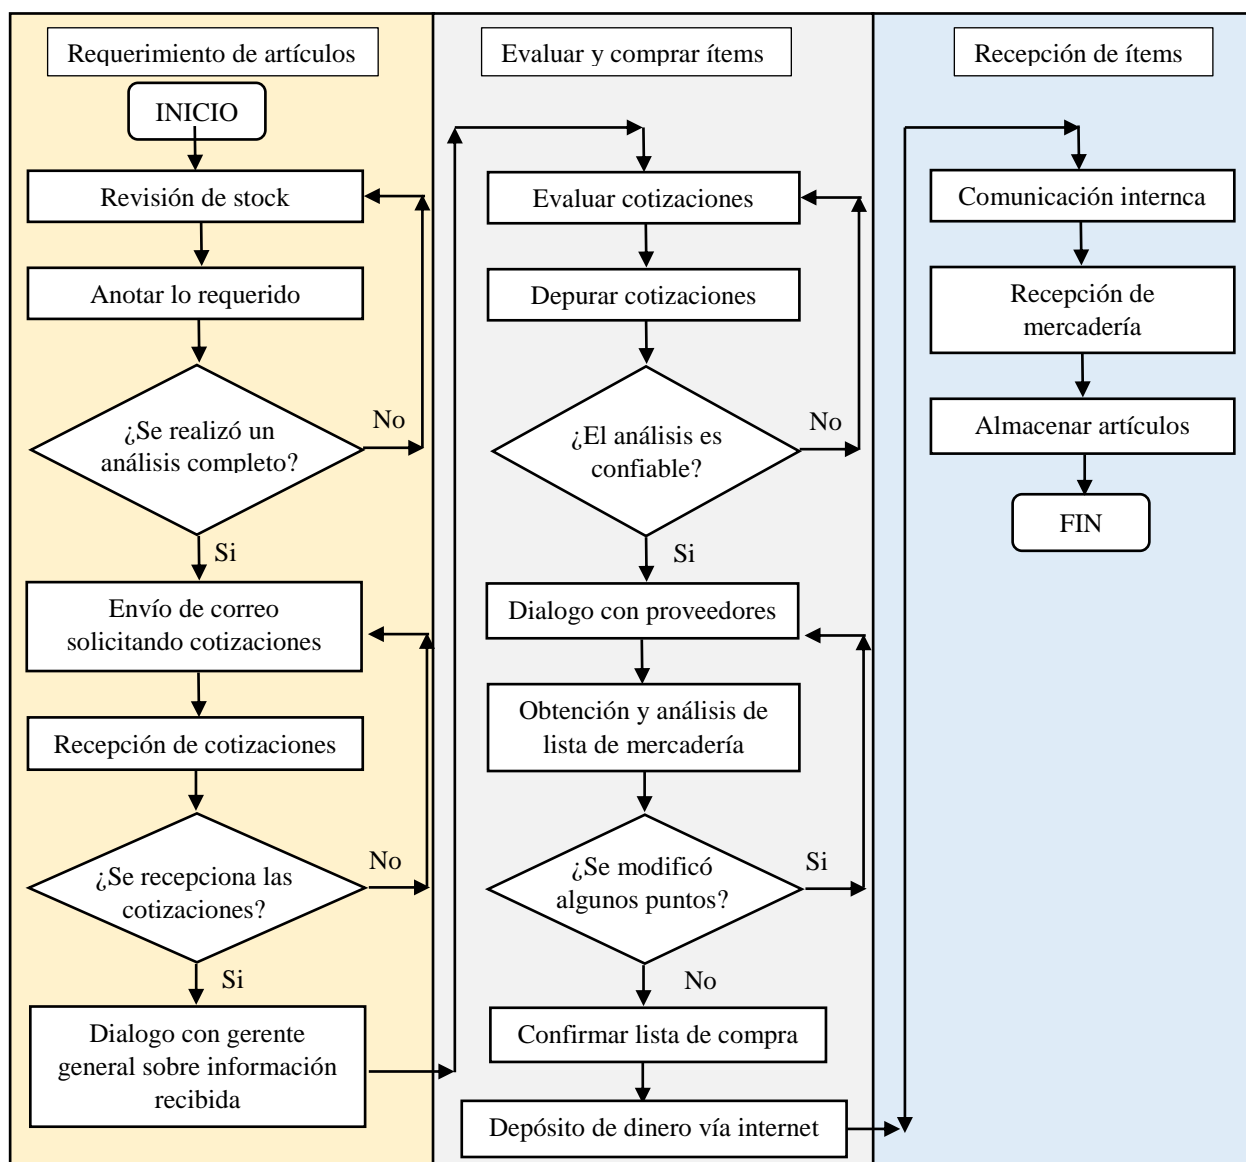 Requerimiento de artículos
INICIO
Revisión de stock
Anotar lo requerido
¿Se realizó un
análisis completo?
No
Si
Envío de correo
solicitando cotizaciones
Recepción de cotizaciones
¿Se recepciona las
cotizaciones?
No
Si
Dialogo con gerente
general sobre información
recibida
Evaluar y comprar ítems
Evaluar cotizaciones
Depurar cotizaciones
¿El análisis es
confiable?
No
Si
Dialogo con proveedores
Obtención y análisis de
lista de mercadería
¿Se modificó
algunos puntos?
Si
No
Confirmar lista de compra
Depósito de dinero vía internet
Recepción de ítems
Comunicación internca
Recepción de
mercadería
Almacenar artículos
FIN